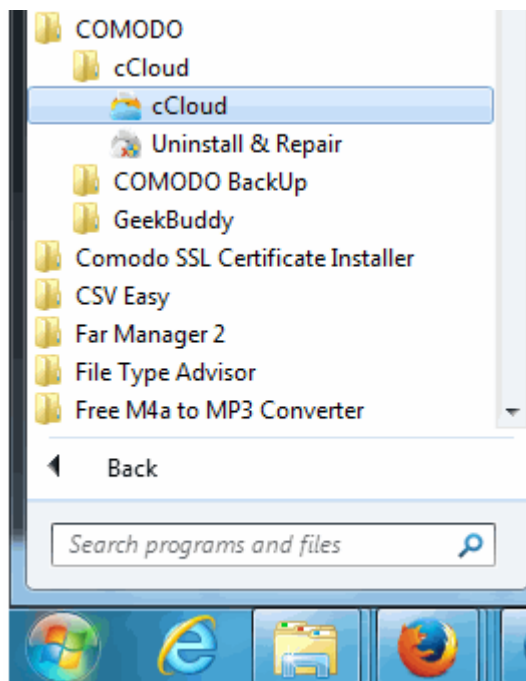 COMODO
cCloud
cCloud
Uninstall & Repair
COMODO BackUp
GeekBuddy
Comodo SSL Certificate Installer
CSV Easy
Far Manager 2
File Type Advisor
Free M4a to MP3 Converter
Back
Search programs and files